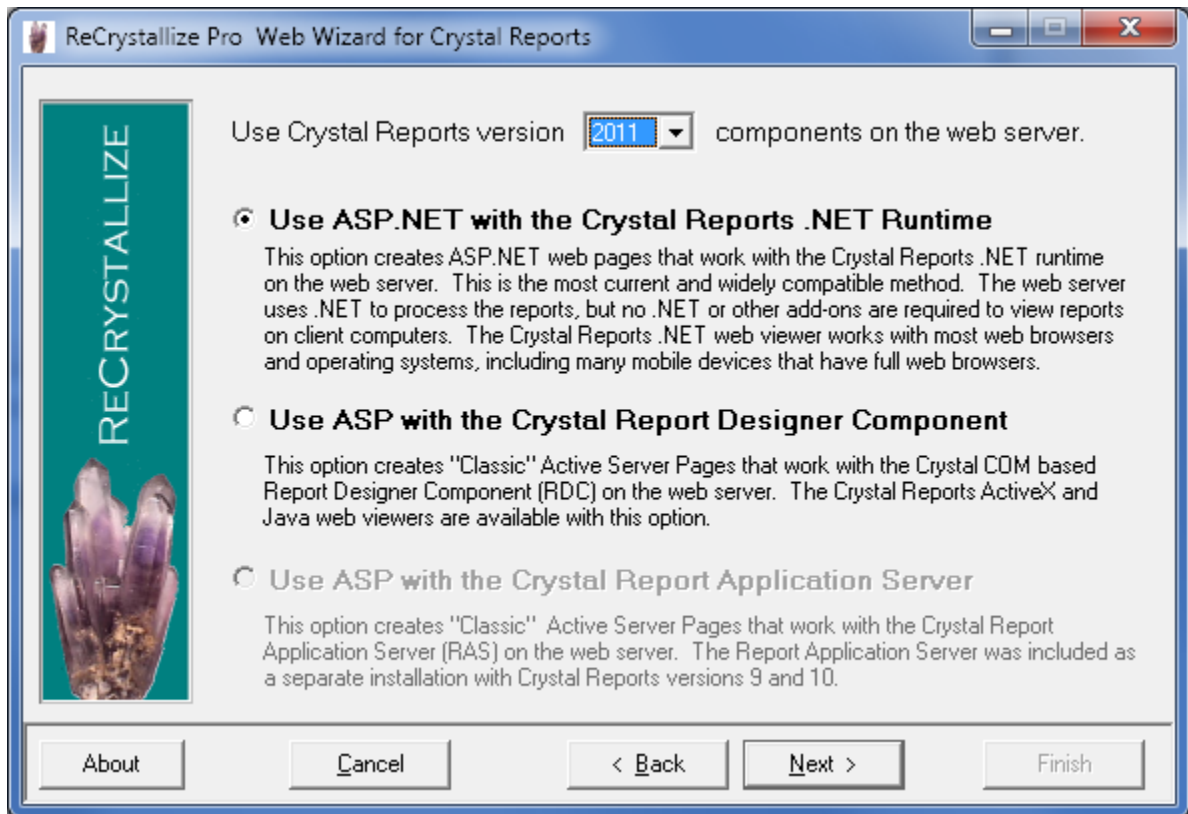 ReCrystallize Pro  Web Wizard for Crystal Reports
RECRYSTALLIZE
Use Crystal Reports version 2011 components on the web server.
Use ASP.NET with the Crystal Reports .NET Runtime
This option creates ASP.NET web pages that work with the Crystal Reports .NET runtime
on the web server.  This is the most current and widely compatible method.  The web server
uses .NET to process the reports, but no .NET or other add-ons are required to view reports
on client computers.  The Crystal Reports .NET web viewer works with most web browsers
and operating systems, including many mobile devices that have full web browsers.
Use ASP with the Crystal Report Designer Component
This option creates "Classic" Active Server Pages that work with the Crystal COM based
Report Designer Component (RDC) on the web server.  The Crystal Reports ActiveX and
Java web viewers are available with this option.
Use ASP with the Crystal Report Application Server
This option creates "Classic"  Active Server Pages that work with the Crystal Report
Application Server (RAS) on the web server.  The Report Application Server was included as
a separate installation with Crystal Reports versions 9 and 10.
About Cancel < Back Next > Finish